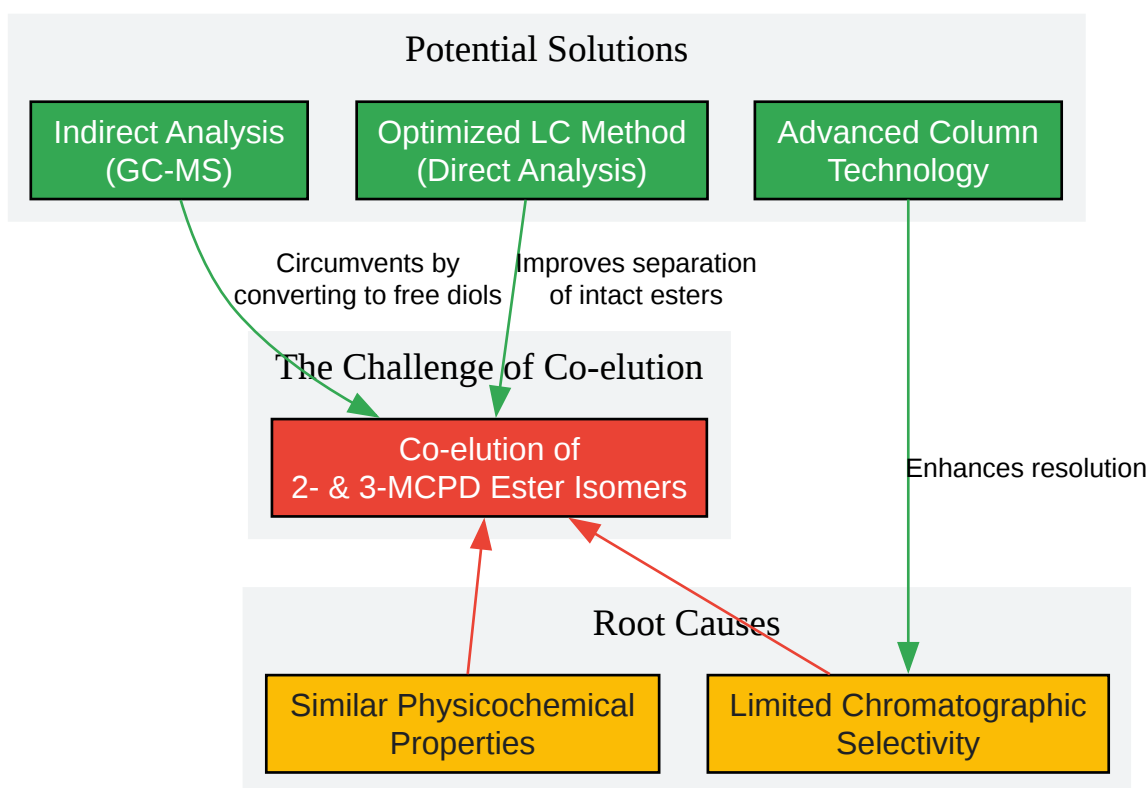 Potential Solutions
Indirect Analysis
(GC-MS)
Optimized LC Method
(Direct Analysis)
Advanced Column
Technology
Circumvents by
converting to free diols
Improves separation
of intact esters
The Challenge of Co-elution
Co-elution of
2- & 3-MCPD Ester Isomers
Enhances resolution
Root Causes
Similar Physicochemical
Properties
Limited Chromatographic
Selectivity